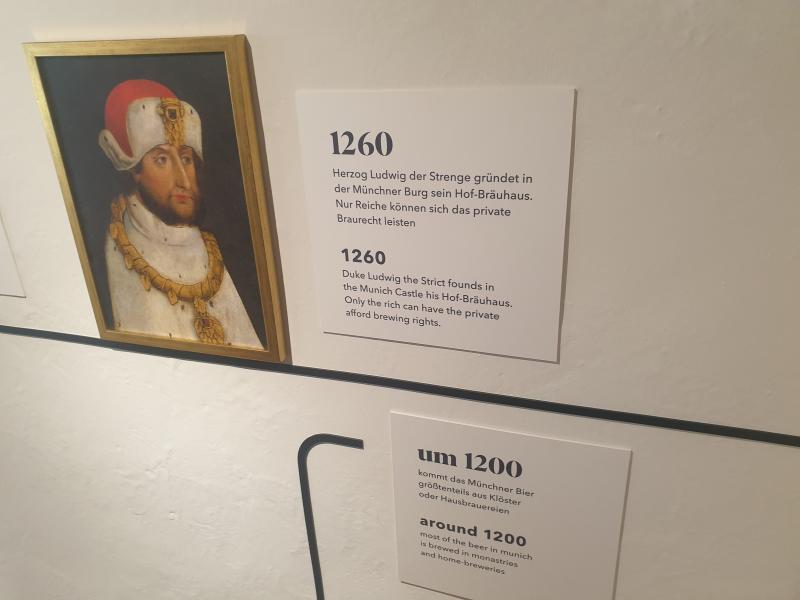 1260
Herzog Ludwig der Strenge gründet in
der Münchner Burg sein Hof-Bräuhaus.
Nur Reiche können sich das private
Braurecht leisten
1260
Duke Ludwig the Strict founds in
the Munich Castle his Hof-Bräuhaus.
Only the rich can have the private
afford brewing rights.
um 1200
kommt das Münchner Bier
größtenteils aus Klöster
oder Hausbrauereien
around 1200
most of the beer in munich
is brewed in monastries
and home-breweries